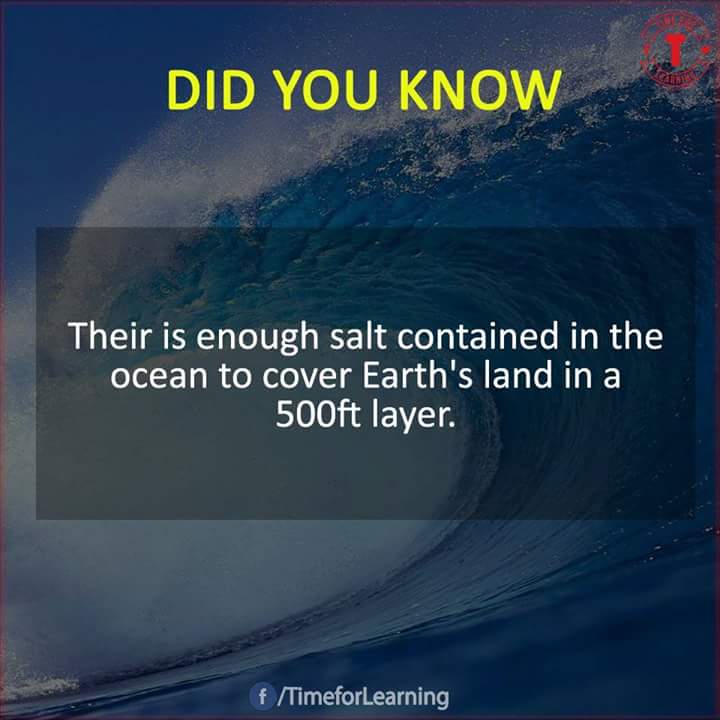 DID YOU KNOW
Their is enough salt contained in the
ocean to cover Earth's land in a
500ft layer.
f /TimeforLearning